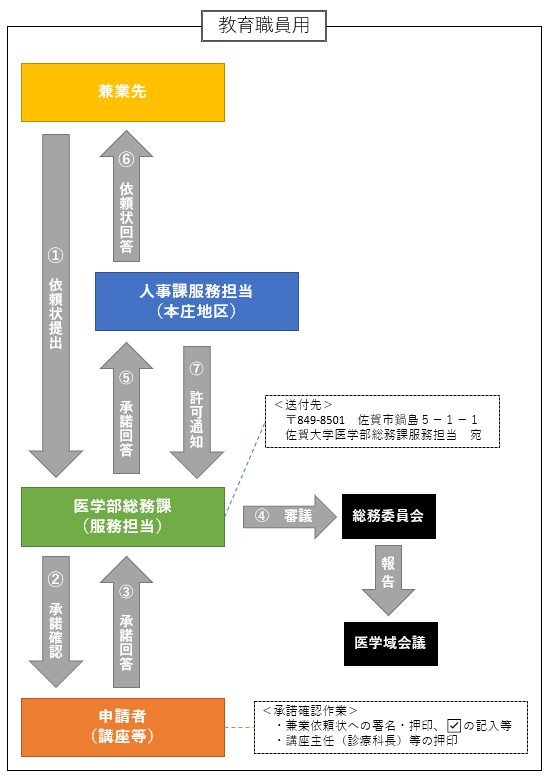 教育職員用
兼業先
⑥ 依頼状回答
① 依頼状提出
人事課服務担当
（本庄地区）
⑤ 承諾回答
⑦ 許可通知
＜送付先＞
〒849-8501　佐賀市鍋島５－１－１
佐賀大学医学部総務課服務担当　宛
医学部総務課
（服務担当）
④　審議
総務委員会
報告
医学域会議
② 承諾確認
③ 承諾回答
申請者
（講座等）
＜承諾確認作業＞
・兼業依頼状への署名・押印、☑の記入等
・講座主任（診療科長）等の押印